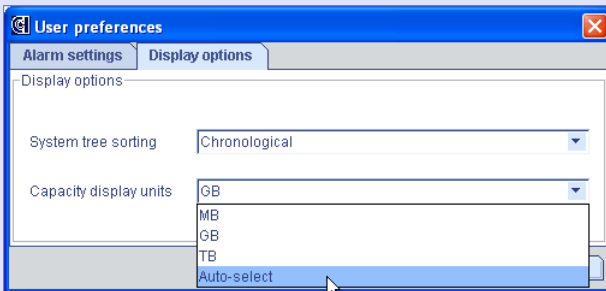 User preferences
Alarm settings
Display options
Display options
System tree sorting
Chronological
Capacity display units
GB
MB
GB
TB
Auto-select